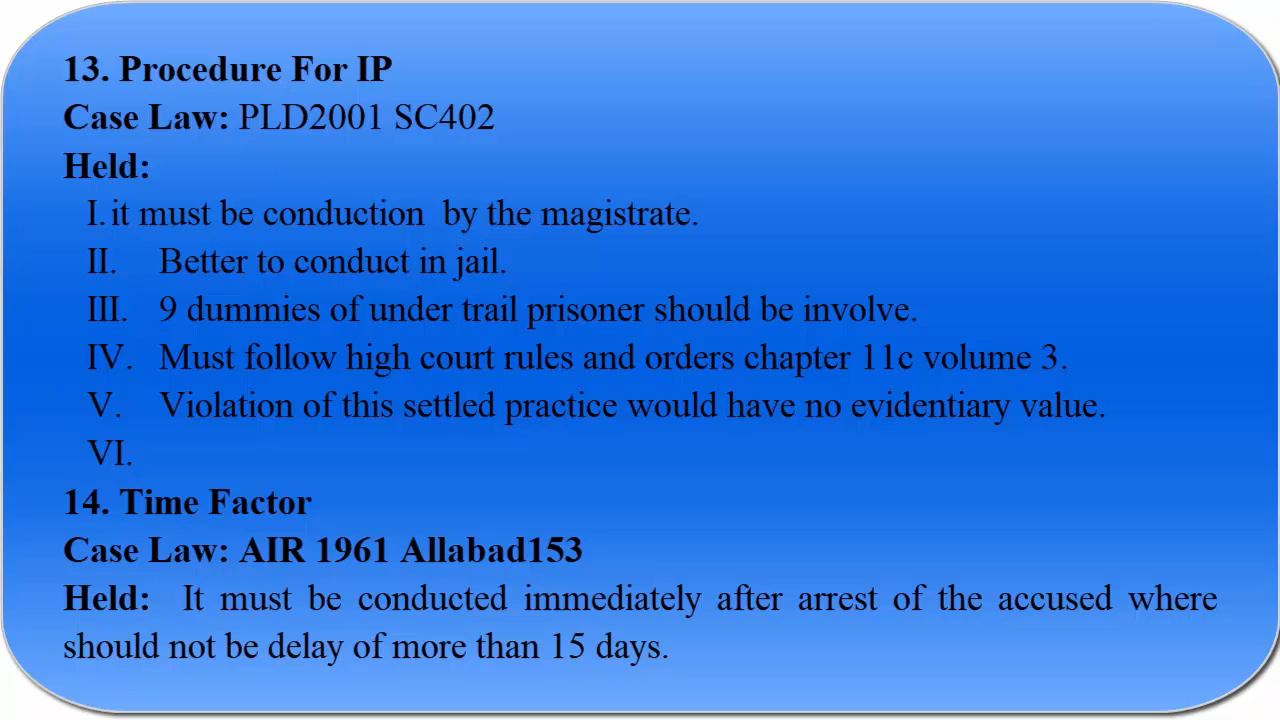 13. Procedure For IP
Case Law: PLD2001 SC402
Held:
I. it must be conduction by the magistrate.
II. Better to conduct in jail.
III. 9 dummies of under trail prisoner should be involve.
IV. Must follow high court rules and orders chapter 11c volume 3.
V. Violation of this settled practice would have no evidentiary value.
VI.
14. Time Factor
Case Law: AIR 1961 Allabad153
Held: It must be conducted immediately after arrest of the accused where
should not be delay of more than 15 days.